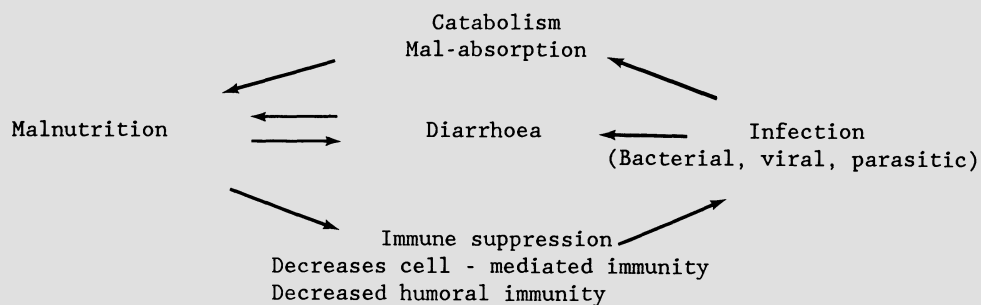 Catabolism
Mal-absorption
Malnutrition
Diarrhoea
Infection
(Bacterial, viral, parasitic)
Immune suppression
Decreases cell - mediated immunity
Decreased humoral immunity